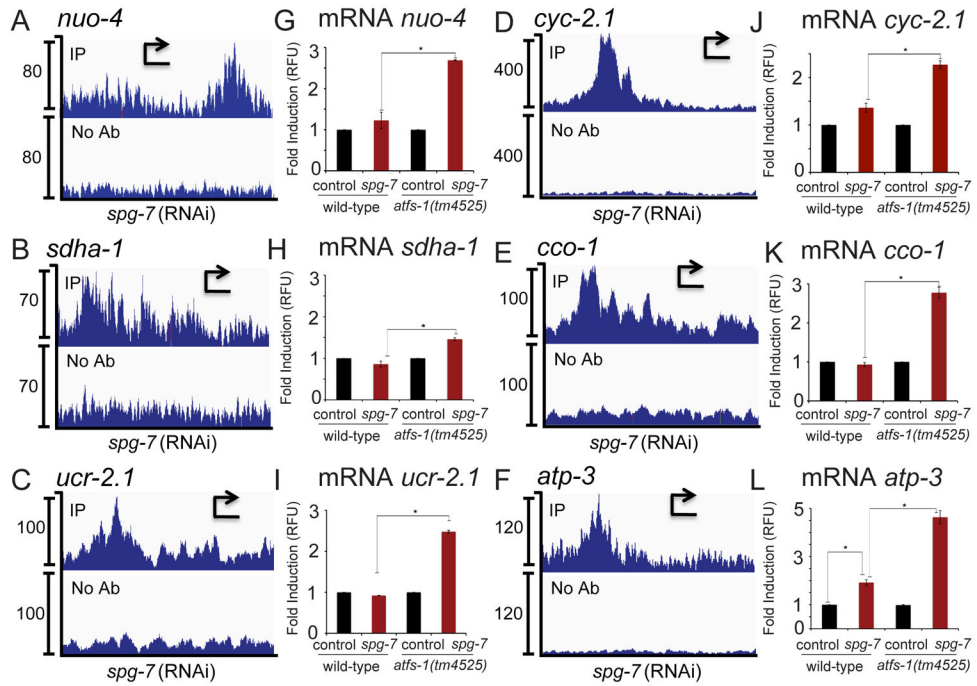 A nuo-4
80
IP
80
No Ab
spg-7 (RNAi)
G mRNA nuo-4
Fold Induction (RFU)
3
2
1
0
*
control spg-7 control spg-7
wild-type atfs-1(tm4525)
D cyc-2.1
400
IP
400
No Ab
spg-7 (RNAi)
J mRNA cyc-2.1
Fold Induction (RFU)
2
1
0
*
control spg-7 control spg-7
wild-type atfs-1(tm4525)
B sdha-1
70
IP
70
No Ab
spg-7 (RNAi)
H mRNA sdha-1
Fold Induction (RFU)
3
2
1
0
*
control spg-7 control spg-7
wild-type atfs-1(tm4525)
E cco-1
100
IP
100
No Ab
spg-7 (RNAi)
K mRNA cco-1
Fold Induction (RFU)
3
2
1
0
*
control spg-7 control spg-7
wild-type atfs-1(tm4525)
C ucr-2.1
100
IP
100
No Ab
spg-7 (RNAi)
I mRNA ucr-2.1
Fold Induction (RFU)
3
2
1
0
*
control spg-7 control spg-7
wild-type atfs-1(tm4525)
F atp-3
120
IP
120
No Ab
spg-7 (RNAi)
L mRNA atp-3
Fold Induction (RFU)
5
3
1
0
*
*
control spg-7 control spg-7
wild-type atfs-1(tm4525)